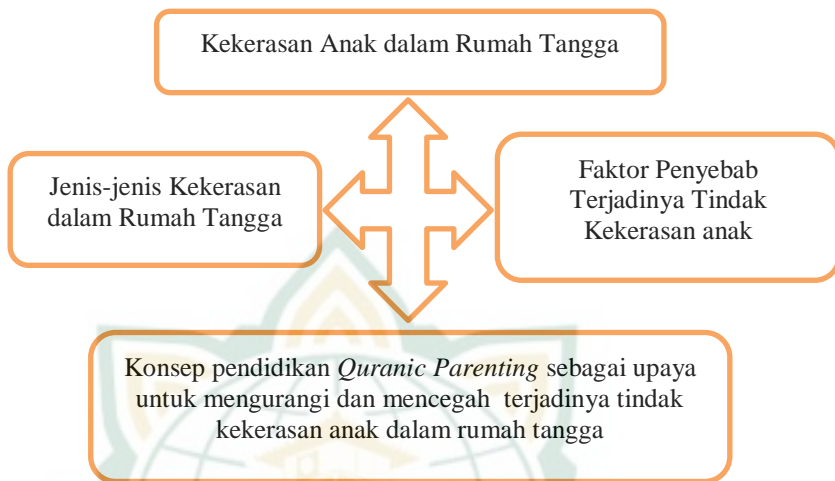 Kekerasan Anak dalam Rumah Tangga
Jenis-jenis Kekerasan
dalam Rumah Tangga
Faktor Penyebab
Terjadinya Tindak
Kekerasan anak
Konsep pendidikan Quranic Parenting sebagai upaya
untuk mengurangi dan mencegah terjadinya tindak
kekerasan anak dalam rumah tangga